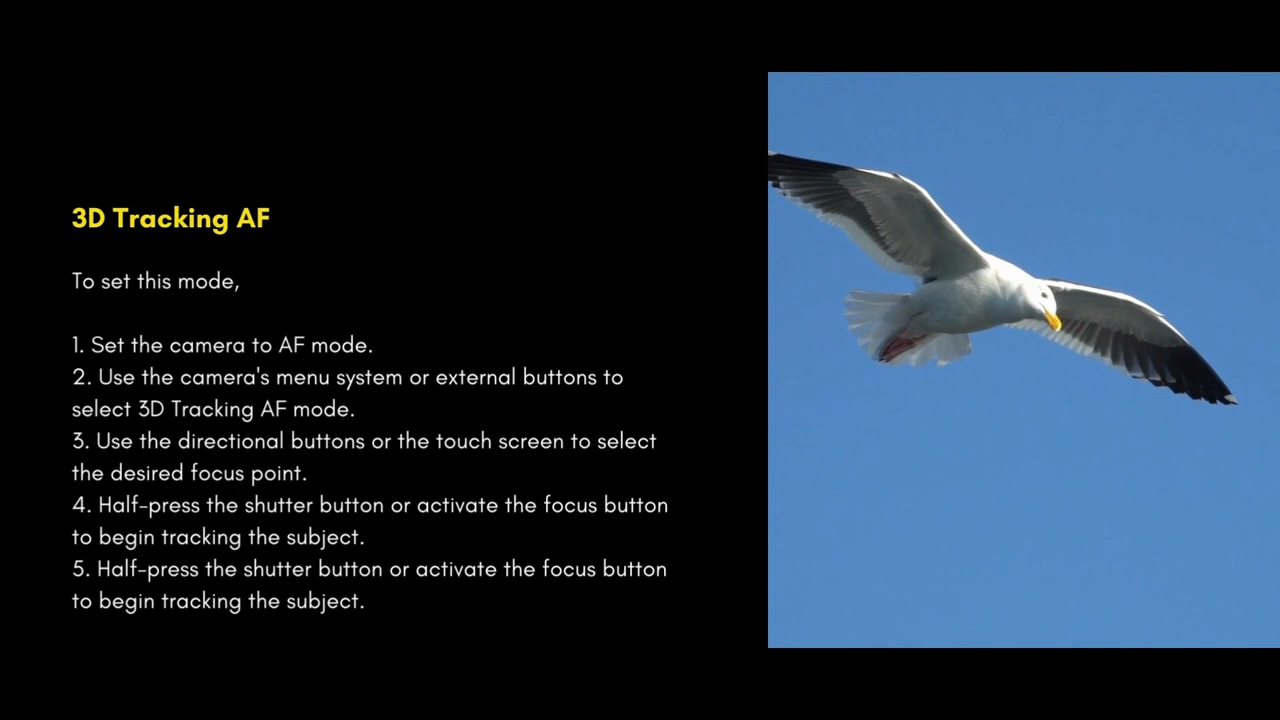 3D Tracking AF
To set this mode,
1. Set the camera to AF mode.
2. Use the camera's menu system or external buttons to
select 3D Tracking AF mode.
3. Use the directional buttons or the touch screen to select
the desired focus point.
4. Half-press the shutter button or activate the focus button
to begin tracking the subject.
5. Half-press the shutter button or activate the focus button
to begin tracking the subject.